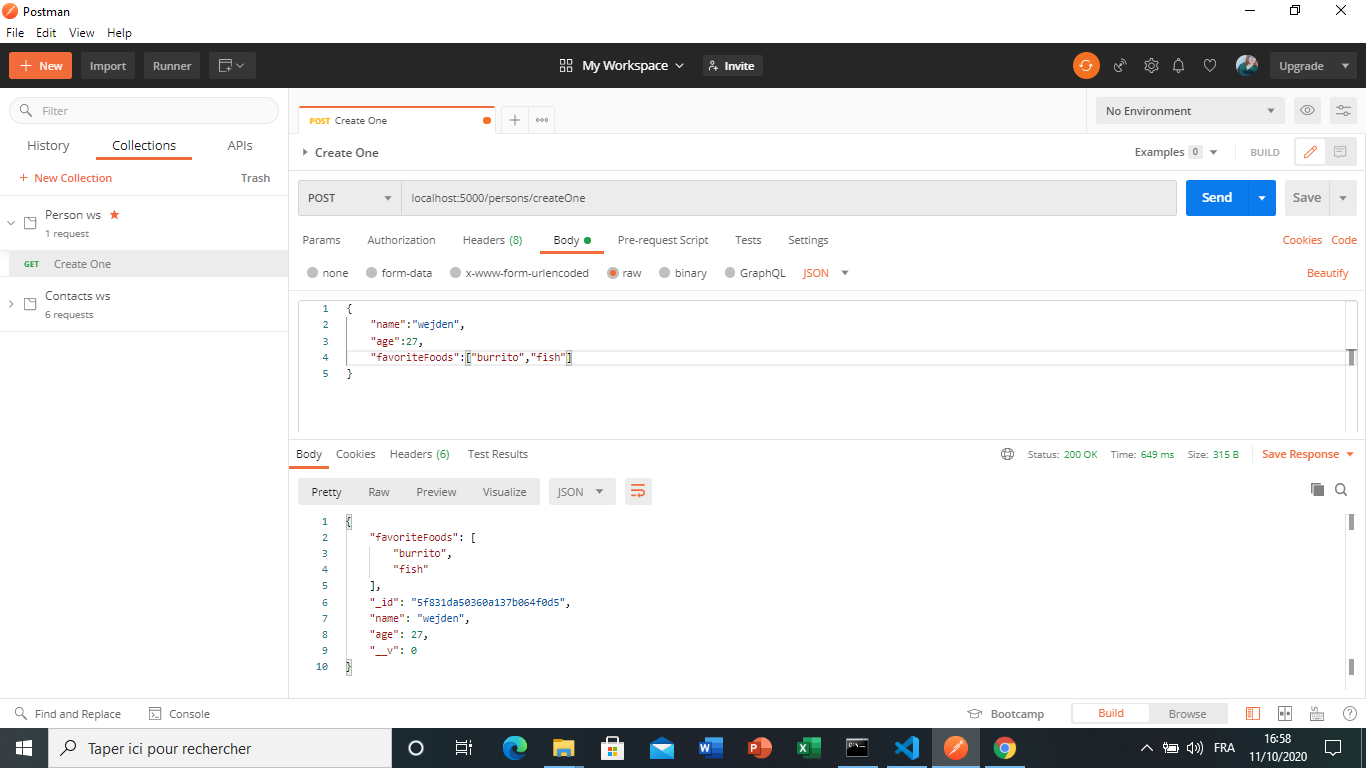 Postman
File Edit View Help
+ New Import Runner My Workspace Invite Upgrade
Filter
History Collections APIs
+ New Collection Trash
Person ws
1 request
GET Create One
Contacts ws
6 requests
POST Create One + ooo No Environment
Create One Examples 0 BUILD
POST localhost:5000/persons/createOne Send Save
Params Authorization Headers (8) Body Pre-request Script Tests Settings Cookies Code
none form-data x-www-form-urlencoded raw binary GraphQL JSON Beautify
1 {
2 "name":"wejden",
3 "age":27,
4 "favoriteFoods":["burrito","fish"]
5 }
Body Cookies Headers (6) Test Results Status: 200 OK Time: 649 ms Size: 315 B Save Response
Pretty Raw Preview Visualize JSON
1 {
2 "favoriteFoods": [
3 "burrito",
4 "fish"
5 ],
6 "_id": "5f831da50360a137b064f0d5",
7 "name": "wejden",
8 "age": 27,
9 "__v": 0
10 }
Find and Replace Console Bootcamp Build Browse
Taper ici pour rechercher FRA 16:58
11/10/2020